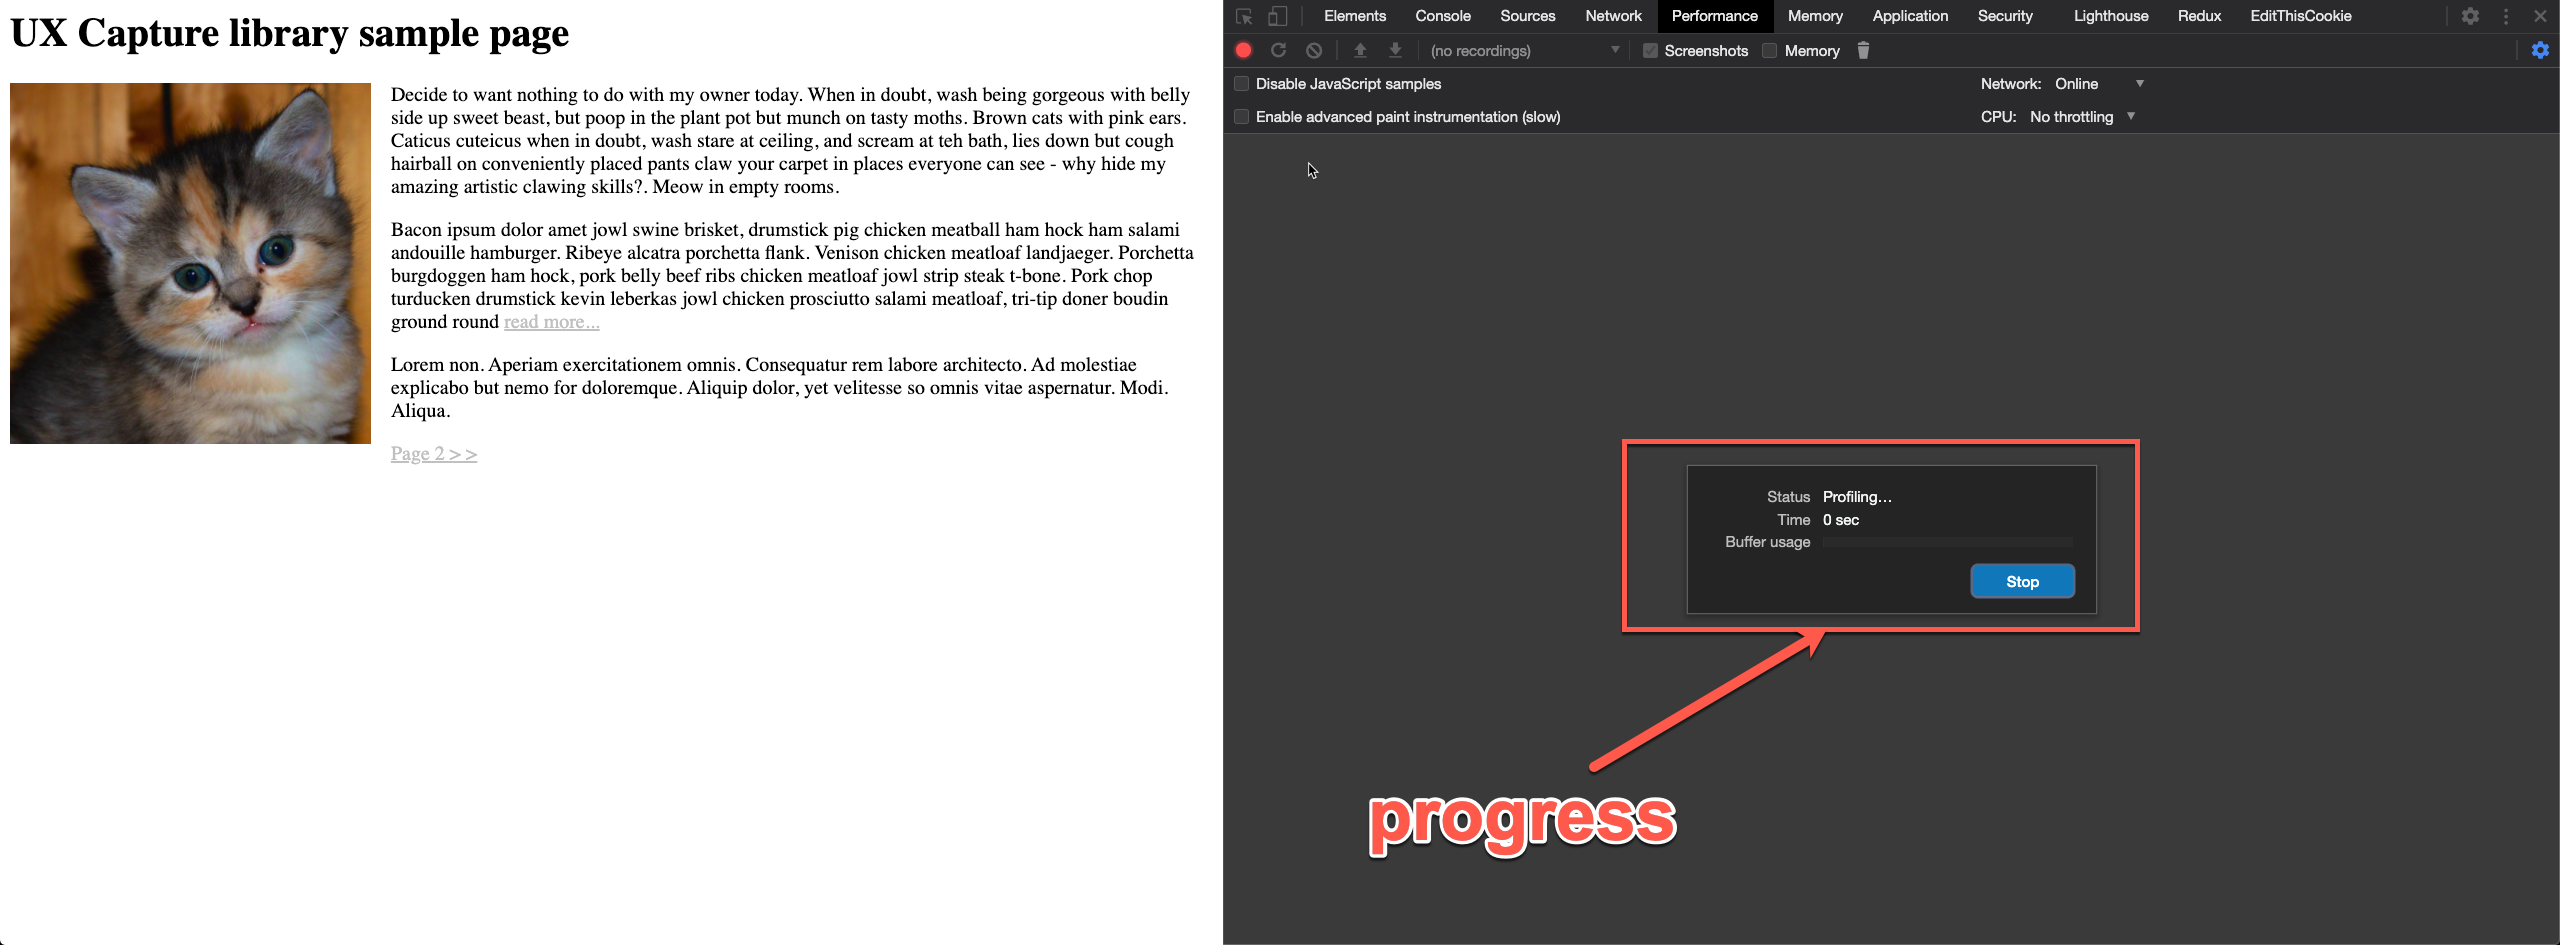 UX Capture library sample page
Decide to want nothing to do with my owner today. When in doubt, wash being gorgeous with belly
side up sweet beast, but poop in the plant pot but munch on tasty moths. Brown cats with pink ears.
Caticus cuteicus when in doubt, wash stare at ceiling, and scream at teh bath, lies down but cough
hairball on conveniently placed pants claw your carpet in places everyone can see - why hide my
amazing artistic clawing skills?. Meow in empty rooms.
Bacon ipsum dolor amet jowl swine brisket, drumstick pig chicken meatball ham hock ham salami
andouille hamburger. Ribeye alcatra porchetta flank. Venison chicken meatloaf landjaeger. Porchetta
burgdoggen ham hock, pork belly beef ribs chicken meatloaf jowl strip steak t-bone. Pork chop
turducken drumstick kevin leberkas jowl chicken prosciutto salami meatloaf, tri-tip doner boudin
ground round read more...
Lorem non. Aperiam exercitationem omnis. Consequatur rem labore architecto. Ad molestiae
explicabo but nemo for doloremque. Aliquip dolor, yet velitesse so omnis vitae aspernatur. Modi.
Aliqua.
Page 2 >>
Elements Console Sources Network Performance Memory Application Security Lighthouse Redux EditThisCookie
(no recordings) Screenshots Memory
Disable JavaScript samples Network: Online
Enable advanced paint instrumentation (slow) CPU: No throttling
Status Profiling...
Time 0 sec
Buffer usage
Stop
progress